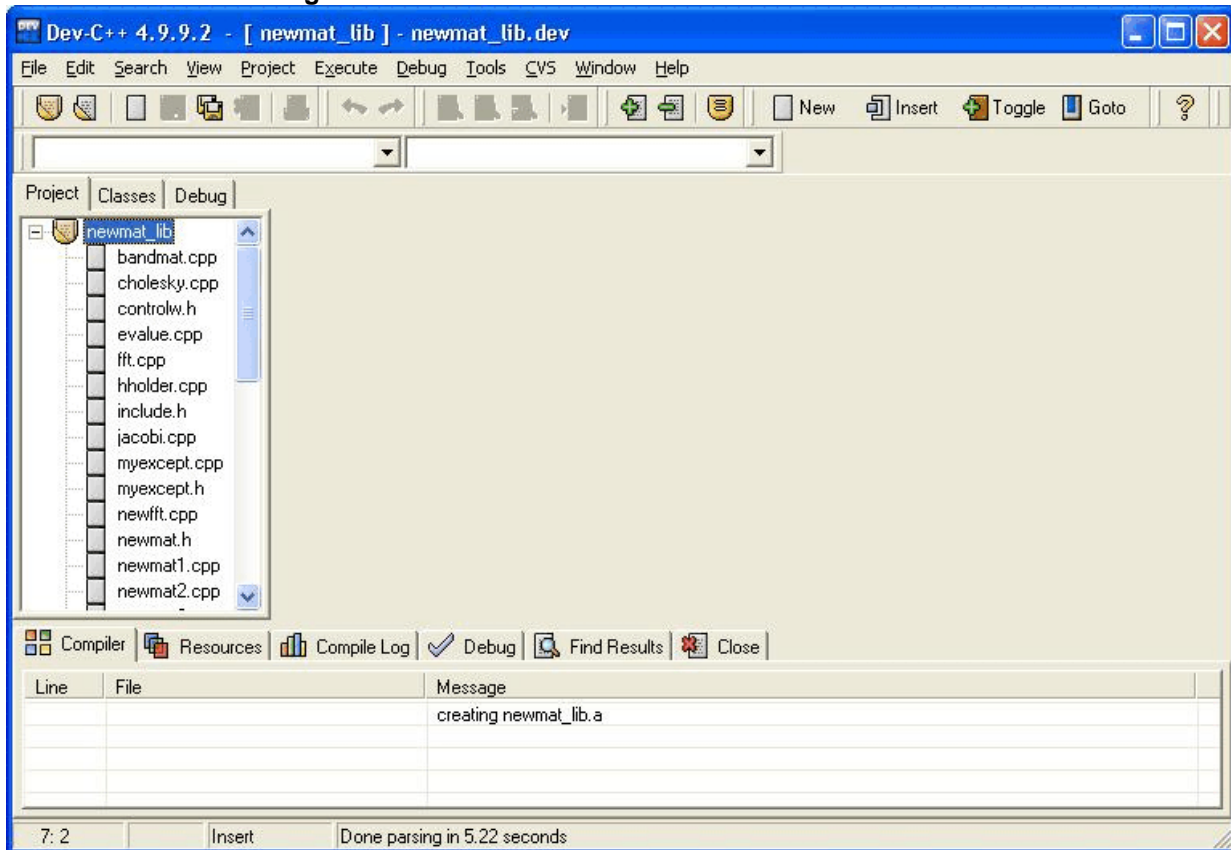 Dev-C++ 4.9.9.2 - [ newmat_lib ] - newmat_lib.dev
File Edit Search View Project Execute Debug Tools CVS Window Help
New Insert Toggle Goto
Project Classes Debug
newmat_lib
bandmat.cpp
cholesky.cpp
controlw.h
evalue.cpp
fft.cpp
hholder.cpp
include.h
jacobi.cpp
myexcept.cpp
myexcept.h
newfft.cpp
newmat.h
newmat1.cpp
newmat2.cpp
Compiler Resources Compile Log Debug Find Results Close
Line File Message
creating newmat_lib.a
7: 2 Insert Done parsing in 5.22 seconds